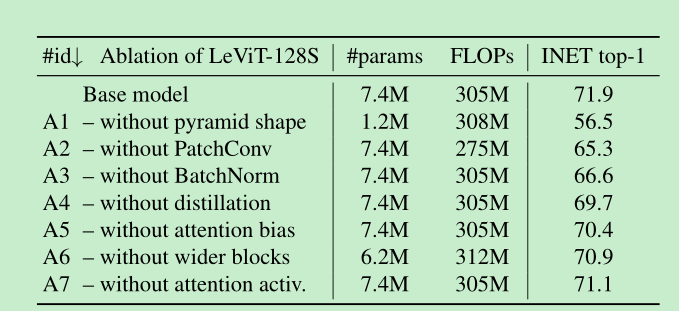 #id↓ Ablation of LeViT-128S #params FLOPs INET top-1
Base model 7.4M 305M 71.9
A1 – without pyramid shape 1.2M 308M 56.5
A2 – without PatchConv 7.4M 275M 65.3
A3 – without BatchNorm 7.4M 305M 66.6
A4 – without distillation 7.4M 305M 69.7
A5 – without attention bias 7.4M 305M 70.4
A6 – without wider blocks 6.2M 312M 70.9
A7 – without attention activ. 7.4M 305M 71.1